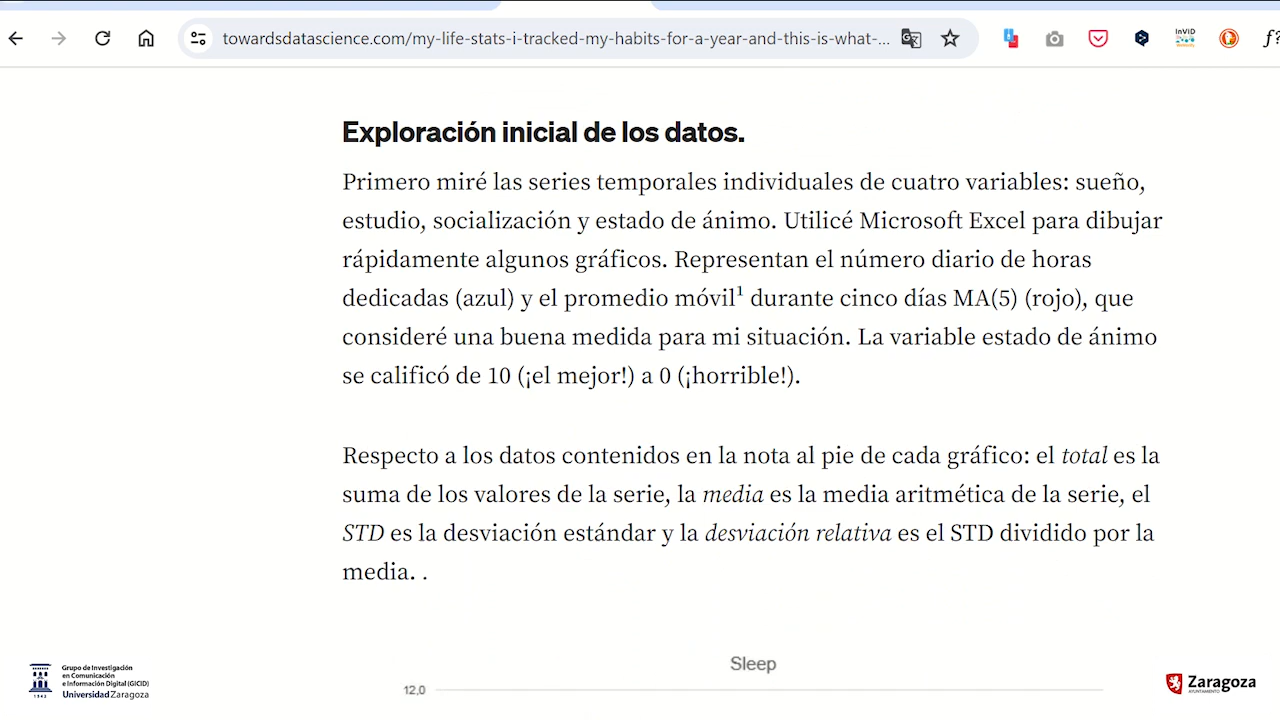 towardsdatascience.com/my-life-stats-i-tracked-my-habits-for-a-year-and-this-is-what-...
InVID
f?
Exploración inicial de los datos.
Primero miré las series temporales individuales de cuatro variables: sueño,
estudio, socialización y estado de ánimo. Utilicé Microsoft Excel para dibujar
rápidamente algunos gráficos. Representan el número diario de horas
dedicadas (azul) y el promedio móvil¹ durante cinco días MA(5) (rojo), que
consideré una buena medida para mi situación. La variable estado de ánimo
se calificó de 10 (¡el mejor!) a 0 (¡horrible!).
Respecto a los datos contenidos en la nota al pie de cada gráfico: el total es la
suma de los valores de la serie, la media es la media aritmética de la serie, el
STD es la desviación estándar y la desviación relativa es el STD dividido por la
media. .
Sleep
12,0
Grupo de Investigación
en Comunicación
e Información Digital (GICID)
Universidad Zaragoza
1542
Zaragoza
AYUNTAMIENTO